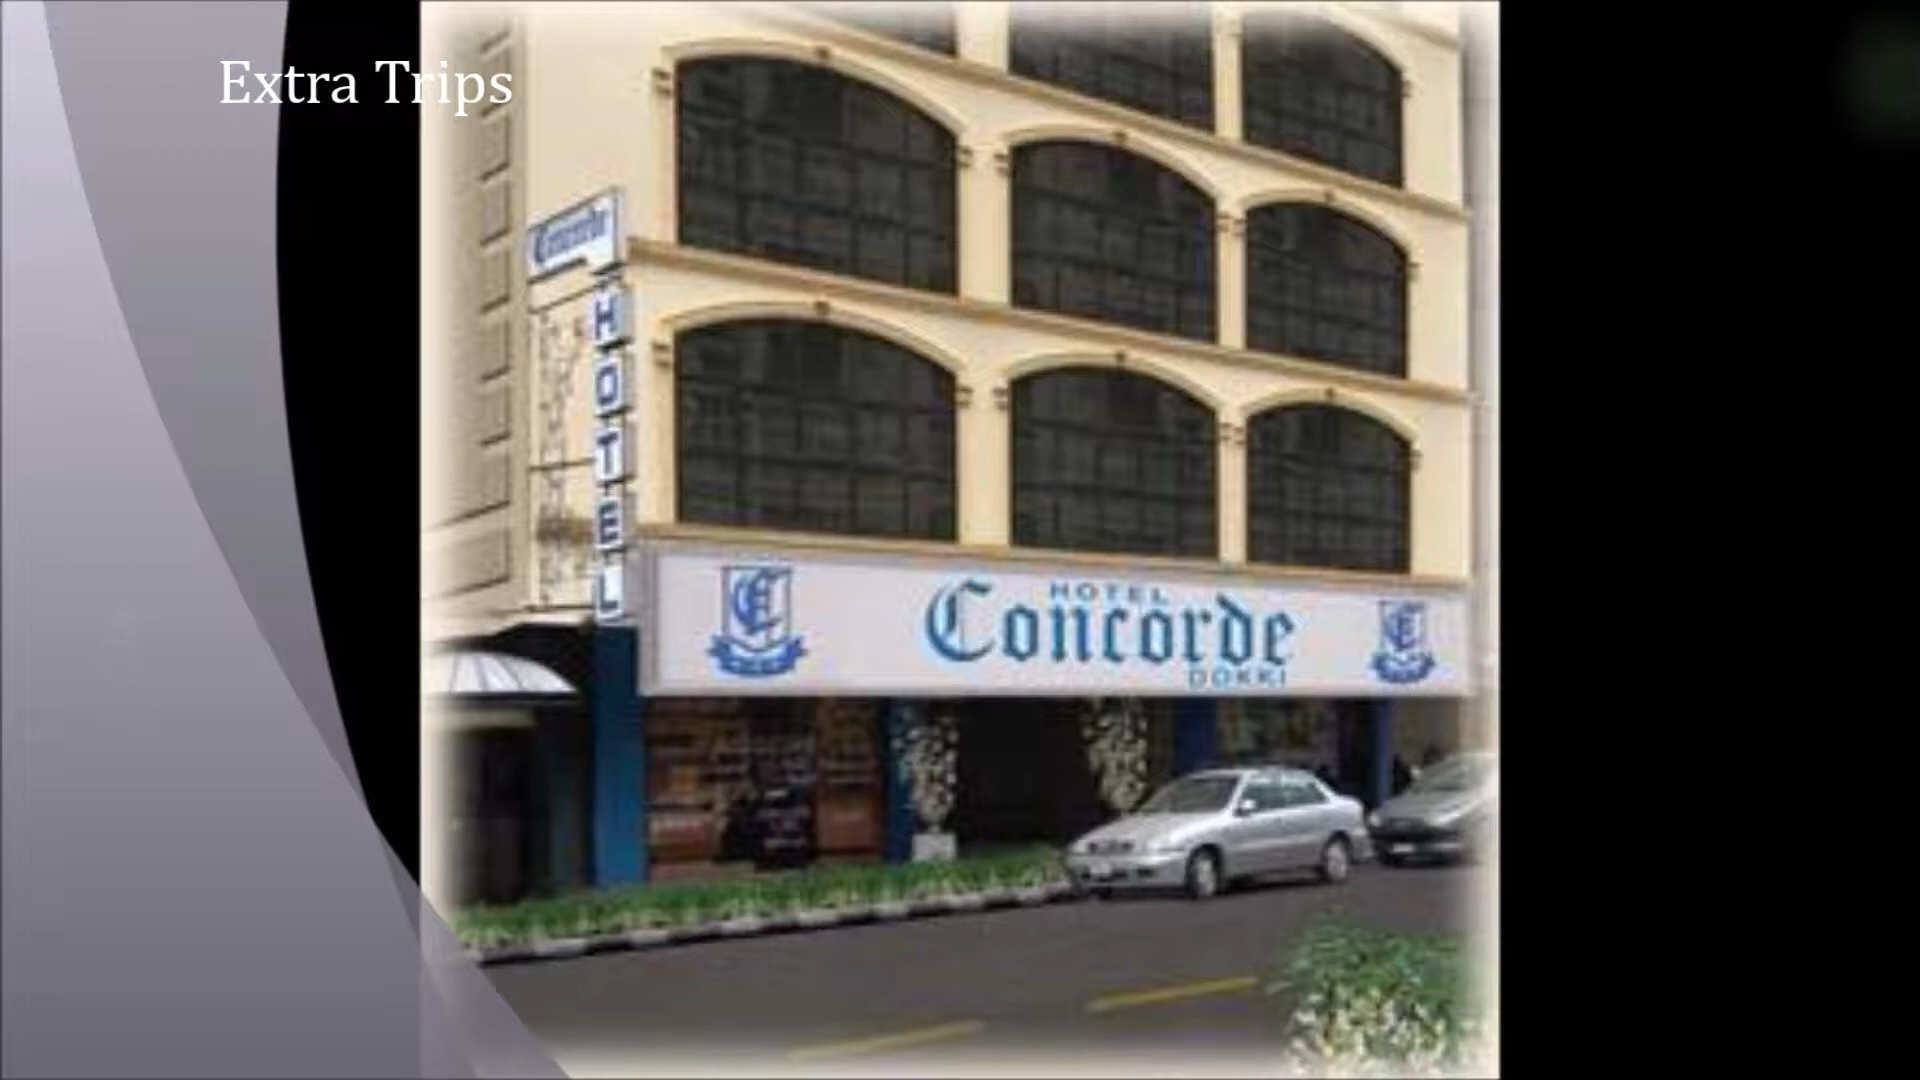 Extra Trips
Concorde
HOTEL
HOTEL
Concorde
DOKKI